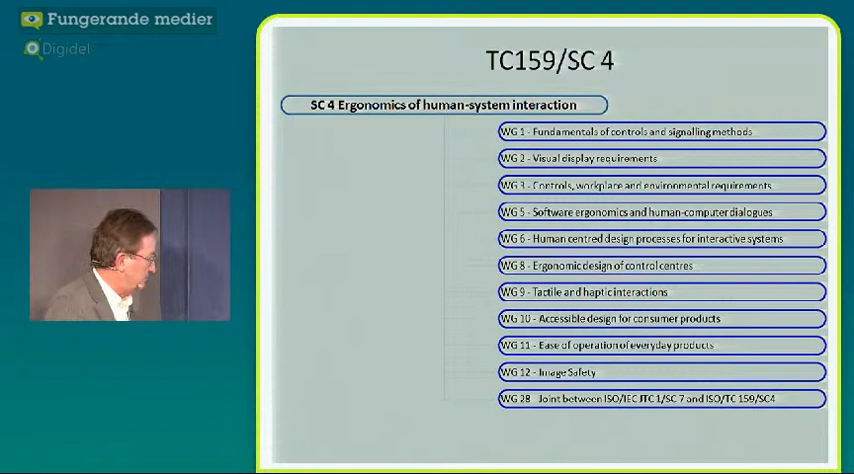 Fungerande medier
Digidel
TC159/SC 4
SC 4 Ergonomics of human-system interaction
WG 1 - Fundamentals of controls and signalling methods
WG 2 - Visual display requirements
WG 3 - Controls, workplace and environmental requirements
WG 5 - Software ergonomics and human-computer dialogues
WG 6 - Human centred design processes for interactive systems
WG 8 - Ergonomic design of control centres
WG 9 - Tactile and haptic interactions
WG 10 - Accessible design for consumer products
WG 11 - Ease of operation of everyday products
WG 12 - Image Safety
WG 28 - Joint between ISO/IEC JTC 1/SC 7 and ISO/TC 159/SC4